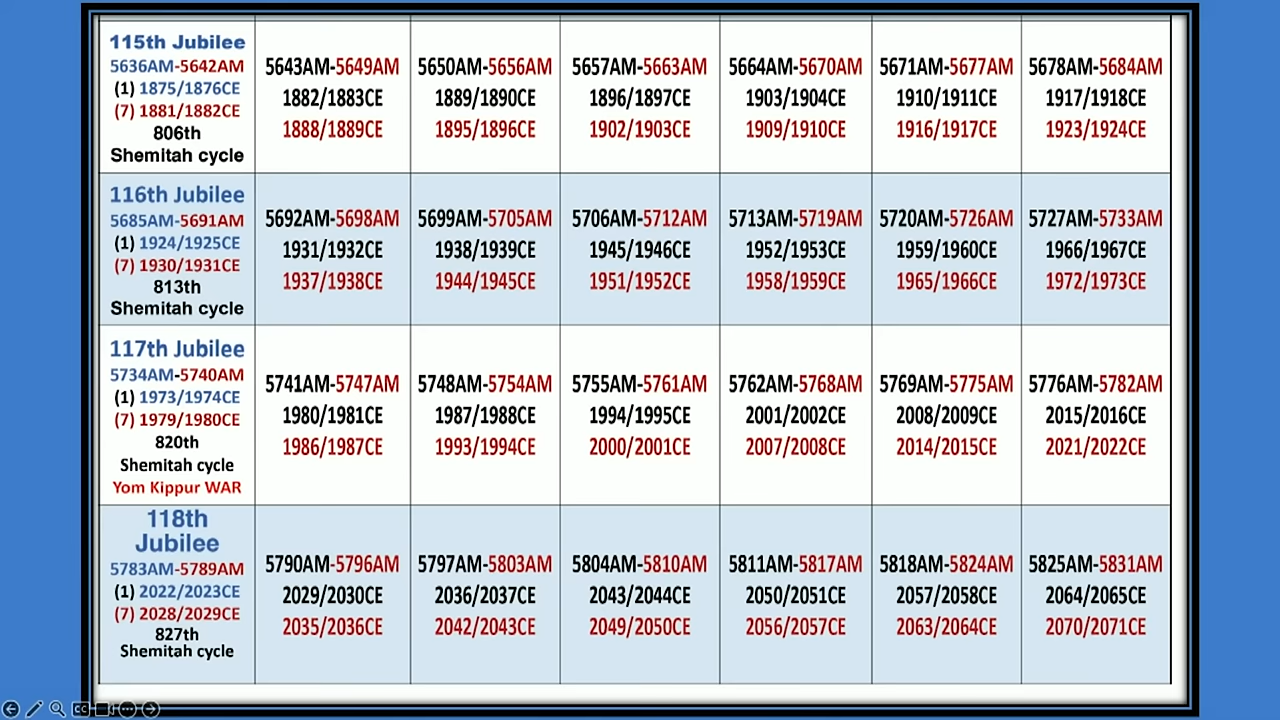 115th Jubilee
5636AM-5642AM
(1) 1875/1876CE
(7) 1881/1882CE
806th
Shemitah cycle
5643AM-5649AM
1882/1883CE
1888/1889CE
5650AM-5656AM
1889/1890CE
1895/1896CE
5657AM-5663AM
1896/1897CE
1902/1903CE
5664AM-5670AM
1903/1904CE
1909/1910CE
5671AM-5677AM
1910/1911CE
1916/1917CE
5678AM-5684AM
1917/1918CE
1923/1924CE
116th Jubilee
5685AM-5691AM
(1) 1924/1925CE
(7) 1930/1931CE
813th
Shemitah cycle
5692AM-5698AM
1931/1932CE
1937/1938CE
5699AM-5705AM
1938/1939CE
1944/1945CE
5706AM-5712AM
1945/1946CE
1951/1952CE
5713AM-5719AM
1952/1953CE
1958/1959CE
5720AM-5726AM
1959/1960CE
1965/1966CE
5727AM-5733AM
1966/1967CE
1972/1973CE
117th Jubilee
5734AM-5740AM
(1) 1973/1974CE
(7) 1979/1980CE
820th
Shemitah cycle
Yom Kippur WAR
5741AM-5747AM
1980/1981CE
1986/1987CE
5748AM-5754AM
1987/1988CE
1993/1994CE
5755AM-5761AM
1994/1995CE
2000/2001CE
5762AM-5768AM
2001/2002CE
2007/2008CE
5769AM-5775AM
2008/2009CE
2014/2015CE
5776AM-5782AM
2015/2016CE
2021/2022CE
118th
Jubilee
5783AM-5789AM
(1) 2022/2023CE
(7) 2028/2029CE
827th
Shemitah cycle
5790AM-5796AM
2029/2030CE
2035/2036CE
5797AM-5803AM
2036/2037CE
2042/2043CE
5804AM-5810AM
2043/2044CE
2049/2050CE
5811AM-5817AM
2050/2051CE
2056/2057CE
5818AM-5824AM
2057/2058CE
2063/2064CE
5825AM-5831AM
2064/2065CE
2070/2071CE
CC